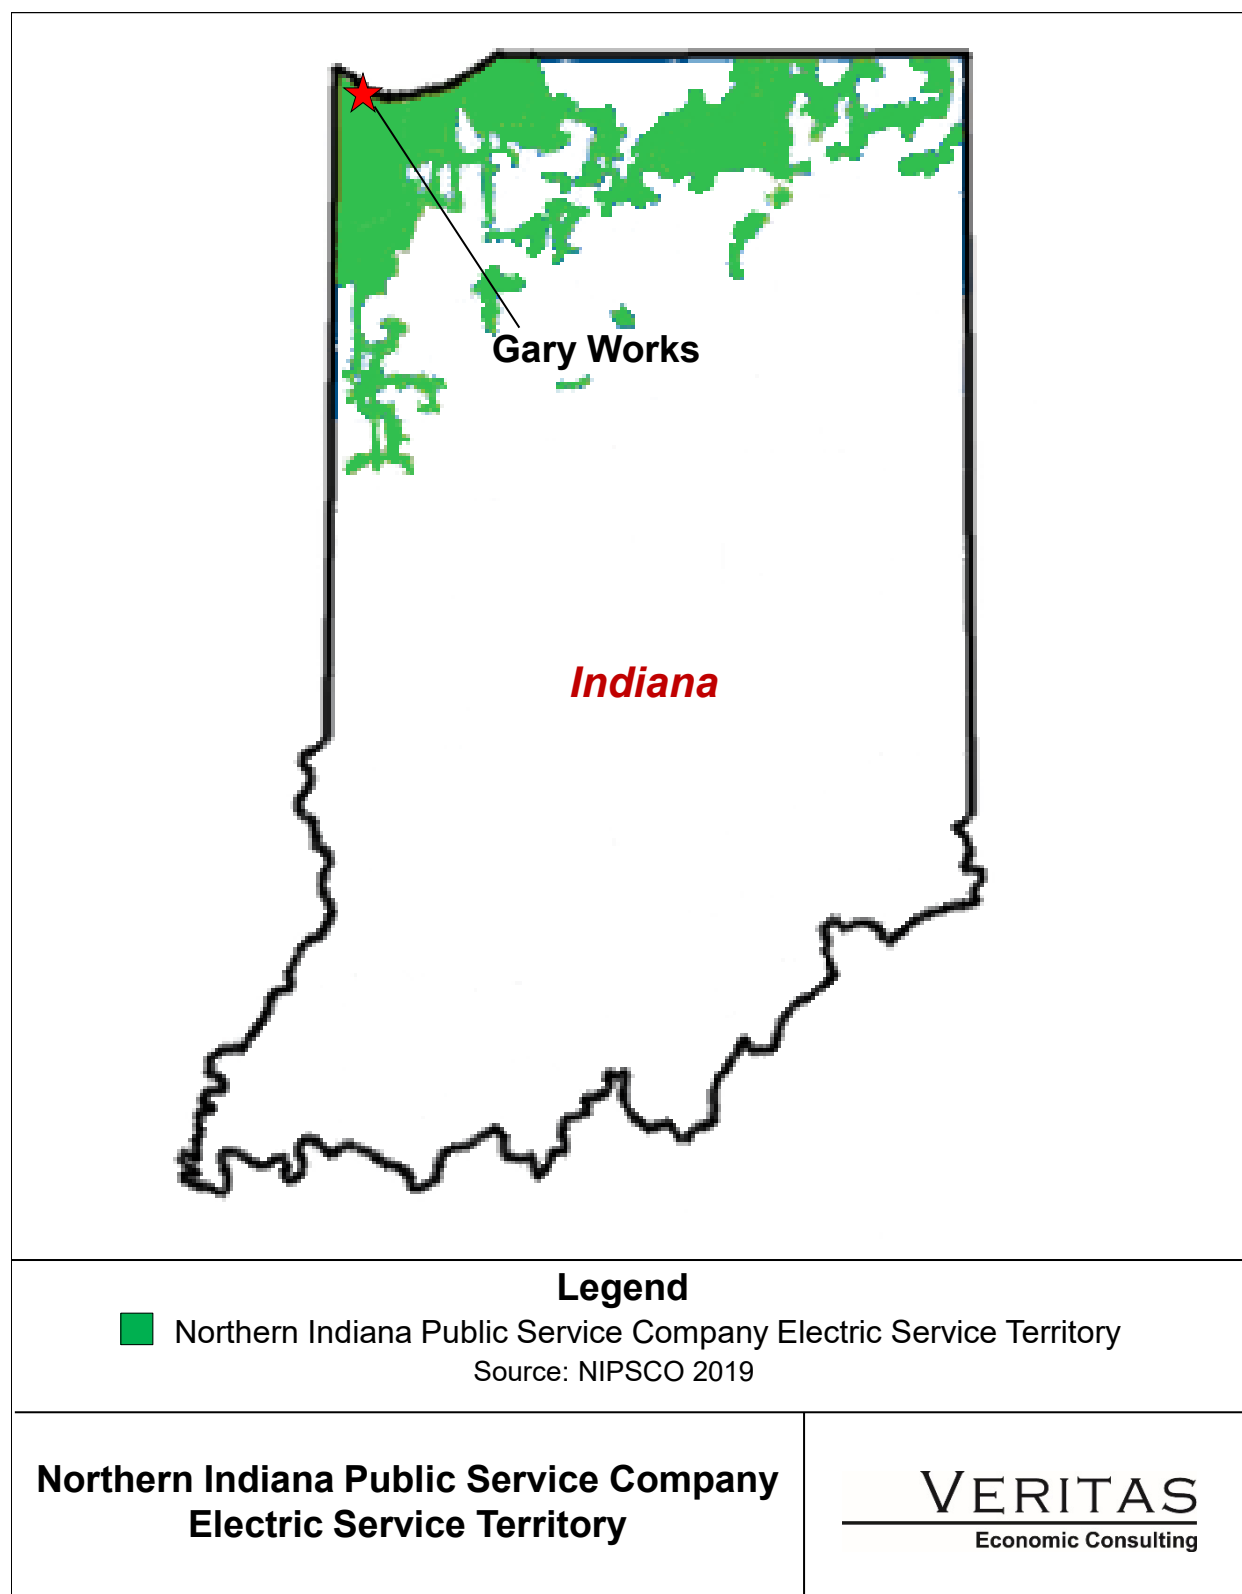 Gary Works
Indiana
Legend
Northern Indiana Public Service Company Electric Service Territory
Source: NIPSCO 2019
Northern Indiana Public Service Company
Electric Service Territory
VERITAS
Economic Consulting